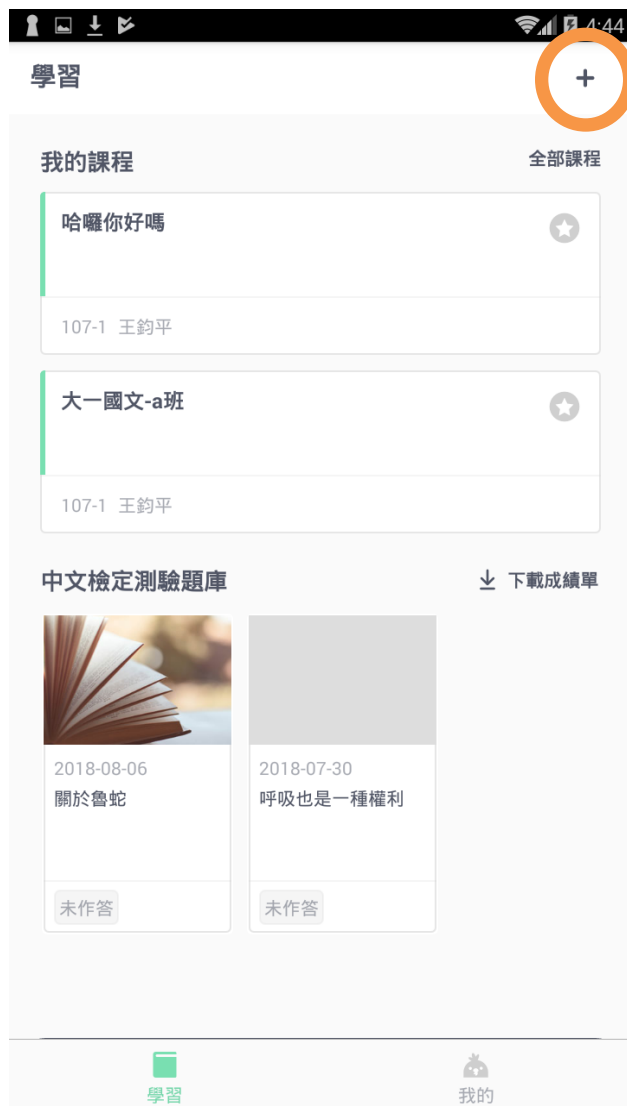 4:44
學習
+
我的課程 全部課程
哈囉你好嗎
107-1 王鈞平
大一國文-a班
107-1 王鈞平
中文檢定測驗題庫 下載成績單
2018-08-06 2018-07-30
關於魯蛇 呼吸也是一種權利
未作答 未作答
學習 我的